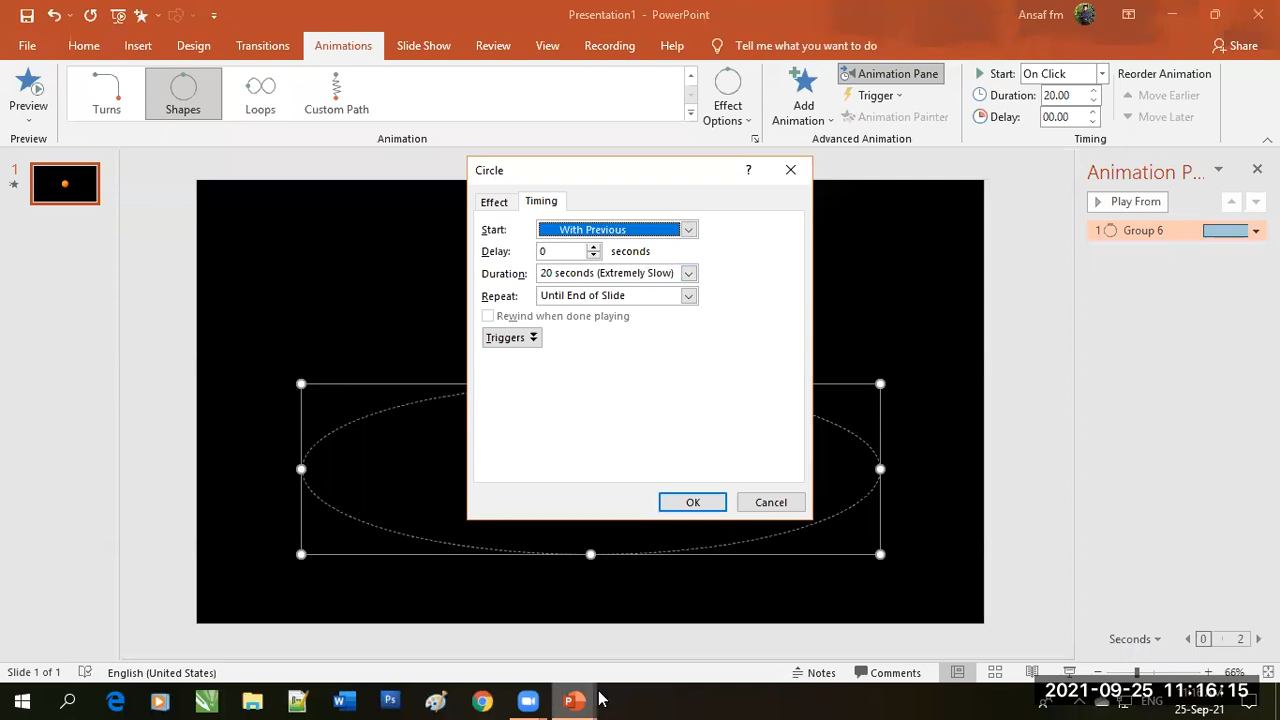 Presentation1 - PowerPoint
Ansaf fm
File Home Insert Design Transitions Animations Slide Show Review View Recording Help Tell me what you want to do Share
Preview
Turns Shapes Loops Custom Path
Effect Options
Add Animation
Animation Pane
Trigger
Animation Painter
Start: On Click
Duration: 20.00
Delay: 00.00
Reorder Animation
Move Earlier
Move Later
Preview Animation Advanced Animation Timing
1
Circle ?
Effect Timing
Start: With Previous
Delay: 0 seconds
Duration: 20 seconds (Extremely Slow)
Repeat: Until End of Slide
Rewind when done playing
Triggers
OK Cancel
Animation P...
Play From
1 Group 6
Seconds 0 2
Slide 1 of 1 English (United States) Notes Comments 66%
2021-09-25 11:16:15
ENG
25-Sep-21